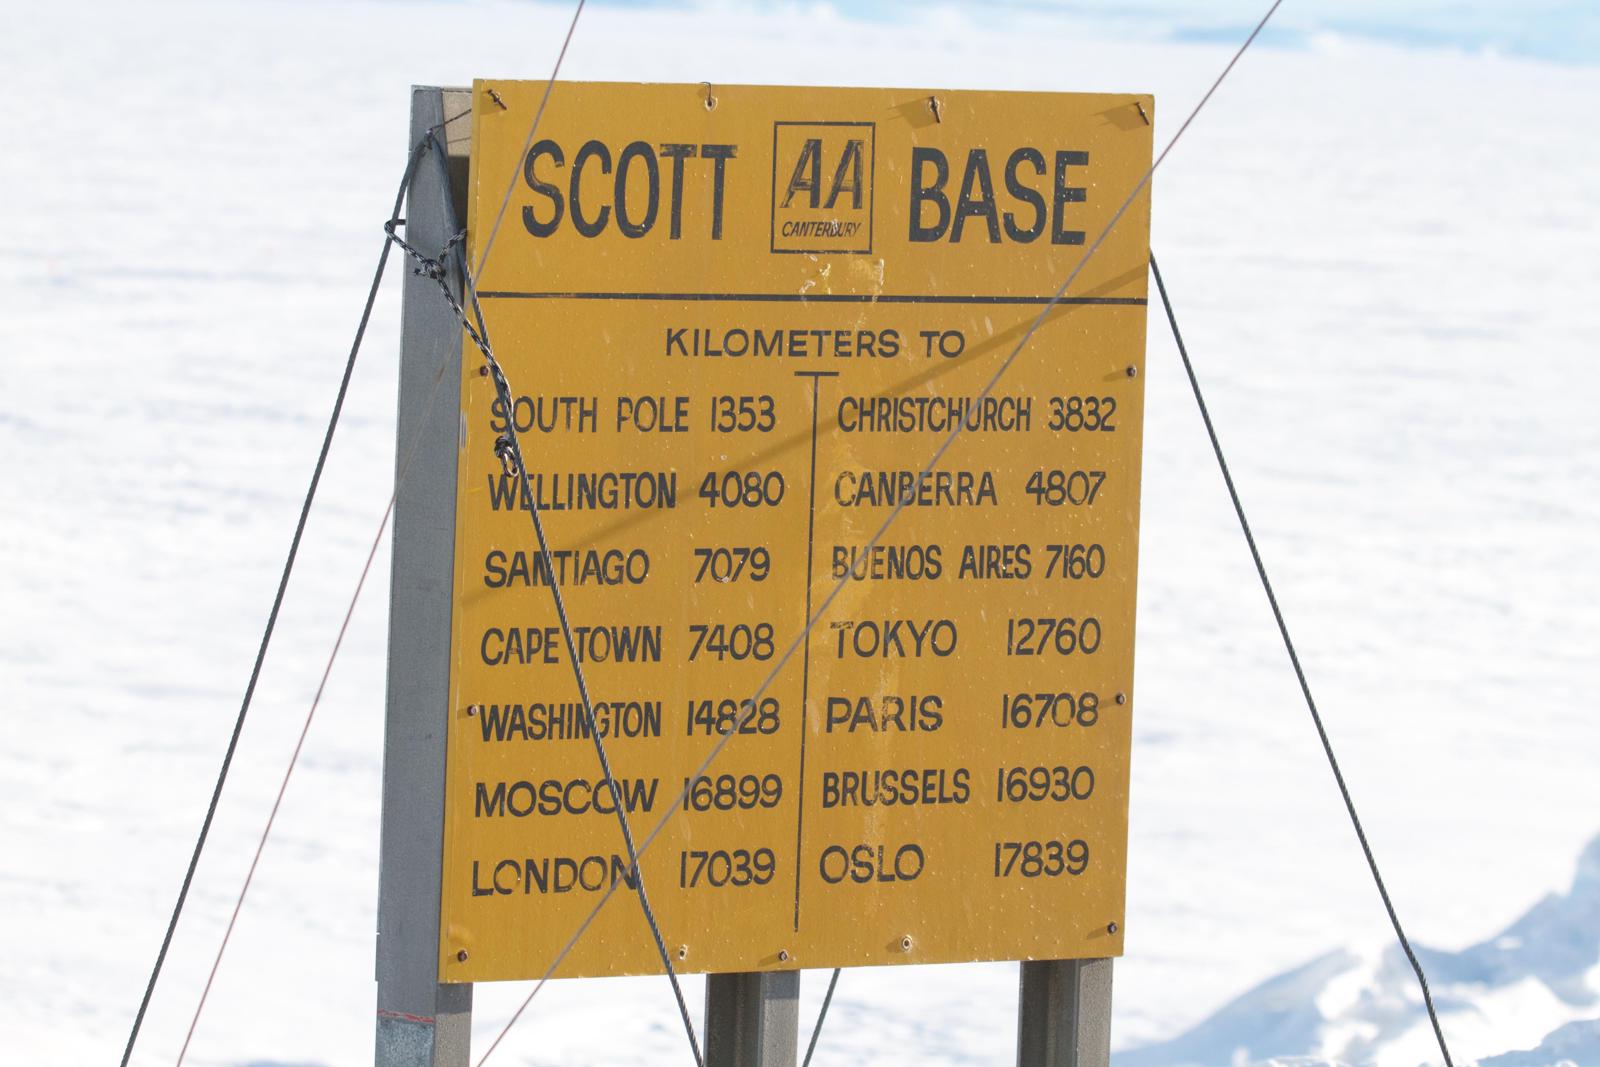 SCOTT AA BASE
CANTERBURY
KILOMETERS TO
SOUTH POLE 1353
WELLINGTON 4080
SANTIAGO 7079
CAPE TOWN 7408
WASHINGTON 14828
MOSCOW 16899
LONDON 17039
CHRISTCHURCH 3832
CANBERRA 4807
BUENOS AIRES 7160
TOKYO 12760
PARIS 16708
BRUSSELS 16930
OSLO 17839